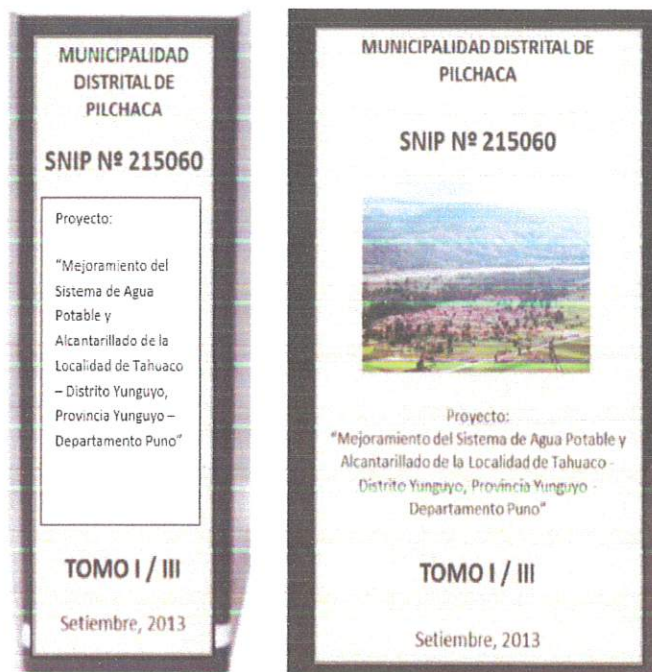 MUNICIPALIDAD
DISTRITAL DE
PILCHACA
SNIP Nº 215060
Proyecto:
“Mejoramiento del
Sistema de Agua
Potable y
Alcantarillado de la
Localidad de Tahuaco
– Distrito Yunguyo,
Provincia Yunguyo –
Departamento Puno”
TOMO I / III
Setiembre, 2013
MUNICIPALIDAD DISTRITAL DE
PILCHACA
SNIP Nº 215060
Proyecto:
“Mejoramiento del Sistema de Agua Potable y
Alcantarillado de la Localidad de Tahuaco -
Distrito Yunguyo, Provincia Yunguyo -
Departamento Puno”
TOMO I / III
Setiembre, 2013